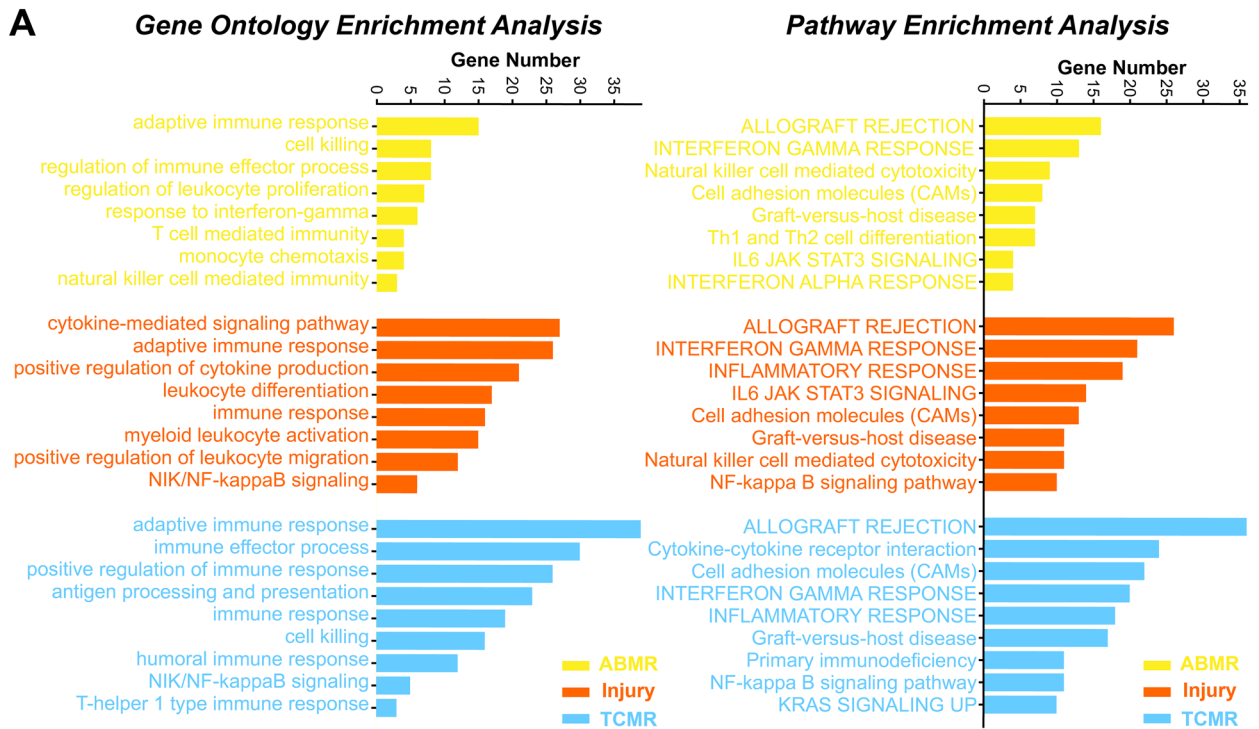 A
Gene Ontology Enrichment Analysis
Gene Number
0 5 10 15 20 25 30 35
adaptive immune response
cell killing
regulation of immune effector process
regulation of leukocyte proliferation
response to interferon-gamma
T cell mediated immunity
monocyte chemotaxis
natural killer cell mediated immunity
cytokine-mediated signaling pathway
adaptive immune response
positive regulation of cytokine production
leukocyte differentiation
immune response
myeloid leukocyte activation
positive regulation of leukocyte migration
NIK/NF-kappaB signaling
adaptive immune response
immune effector process
positive regulation of immune response
antigen processing and presentation
immune response
cell killing
humoral immune response
NIK/NF-kappaB signaling
T-helper 1 type immune response
ABMR
Injury
TCMR
Pathway Enrichment Analysis
Gene Number
0 5 10 15 20 25 30 35
ALLOGRAFT REJECTION
INTERFERON GAMMA RESPONSE
Natural killer cell mediated cytotoxicity
Cell adhesion molecules (CAMs)
Graft-versus-host disease
Th1 and Th2 cell differentiation
IL6 JAK STAT3 SIGNALING
INTERFERON ALPHA RESPONSE
ALLOGRAFT REJECTION
INTERFERON GAMMA RESPONSE
INFLAMMATORY RESPONSE
IL6 JAK STAT3 SIGNALING
Cell adhesion molecules (CAMs)
Graft-versus-host disease
Natural killer cell mediated cytotoxicity
NF-kappa B signaling pathway
ALLOGRAFT REJECTION
Cytokine-cytokine receptor interaction
Cell adhesion molecules (CAMs)
INTERFERON GAMMA RESPONSE
INFLAMMATORY RESPONSE
Graft-versus-host disease
Primary immunodeficiency
NF-kappa B signaling pathway
KRAS SIGNALING UP
ABMR
Injury
TCMR